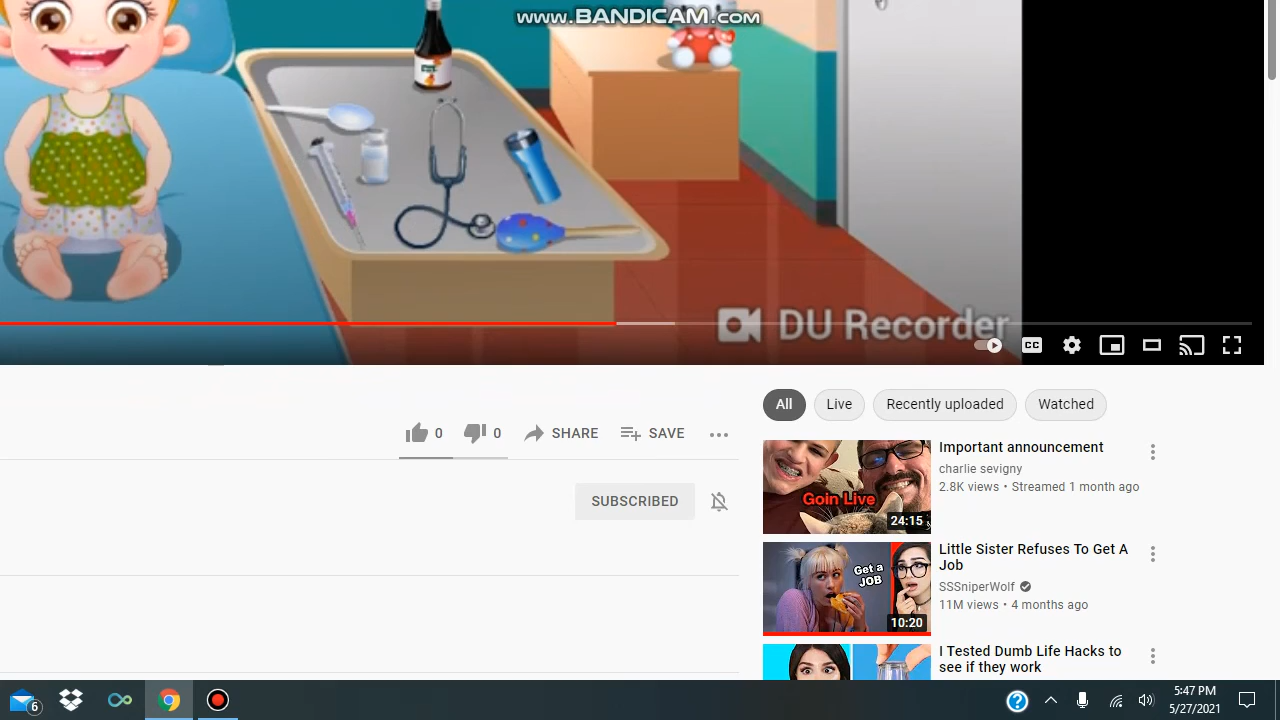 www.BANDICAM.com
DU Recorder
CC
All
Live
Recently uploaded
Watched
0
0
SHARE
SAVE
SUBSCRIBED
Important announcement
charlie sevigny
2.8K views • Streamed 1 month ago
Goin Live
24:15
Little Sister Refuses To Get A
Job
SSSniperWolf
11M views • 4 months ago
Get a
JOB
10:20
I Tested Dumb Life Hacks to
see if they work
6
5:47 PM
5/27/2021